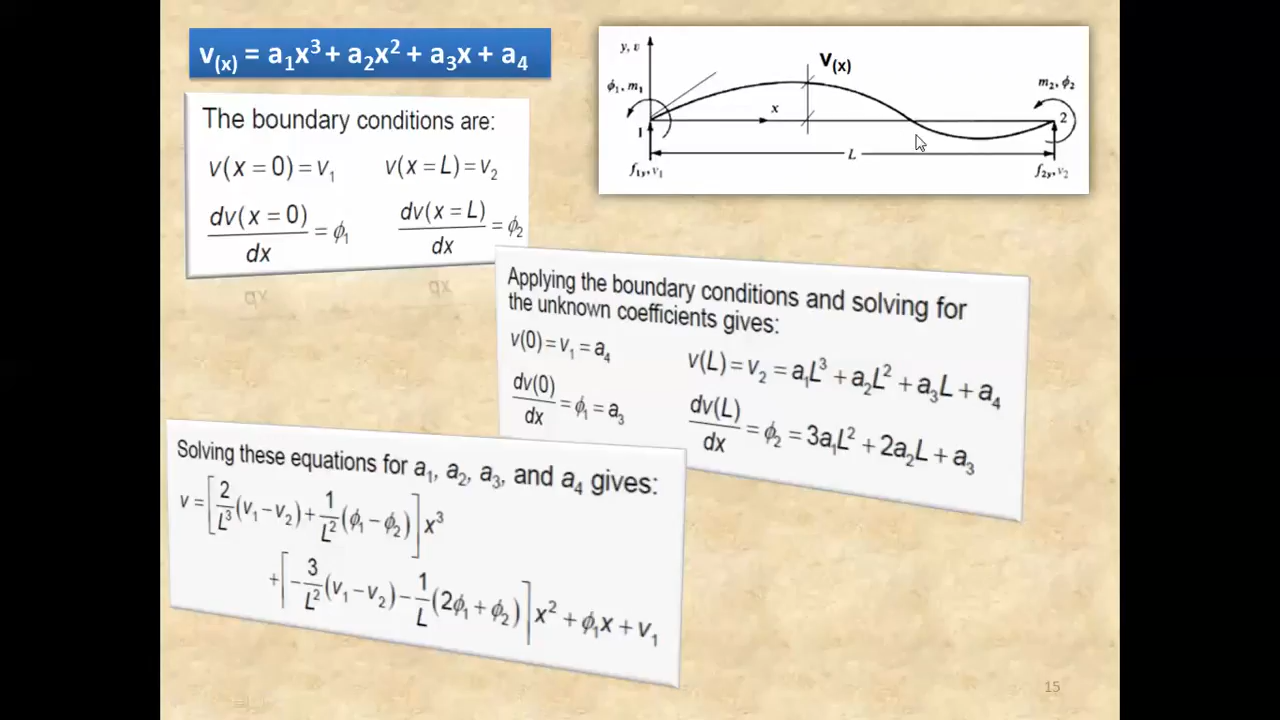 v₍ₓ₎ = a₁x³ + a₂x² + a₃x + a₄
The boundary conditions are:
v(x = 0) = v₁    v(x = L) = v₂
dv(x = 0)/dx = ϕ₁    dv(x = L)/dx = ϕ₂
y, v
V₍ₓ₎
ϕ₁, m₁
m₂, ϕ₂
x
1
2
L
f₁y, v₁
f₂y, v₂
Applying the boundary conditions and solving for
the unknown coefficients gives:
v(0) = v₁ = a₄    v(L) = v₂ = a₁L³ + a₂L² + a₃L + a₄
dv(0)/dx = ϕ₁ = a₃    dv(L)/dx = ϕ₂ = 3a₁L² + 2a₂L + a₃
Solving these equations for a₁, a₂, a₃, and a₄ gives:
v = [2/L³(v₁ − v₂) + 1/L²(ϕ₁ − ϕ₂)]x³
+[−3/L²(v₁ − v₂) − 1/L(2ϕ₁ + ϕ₂)]x² + ϕ₁x + v₁
15